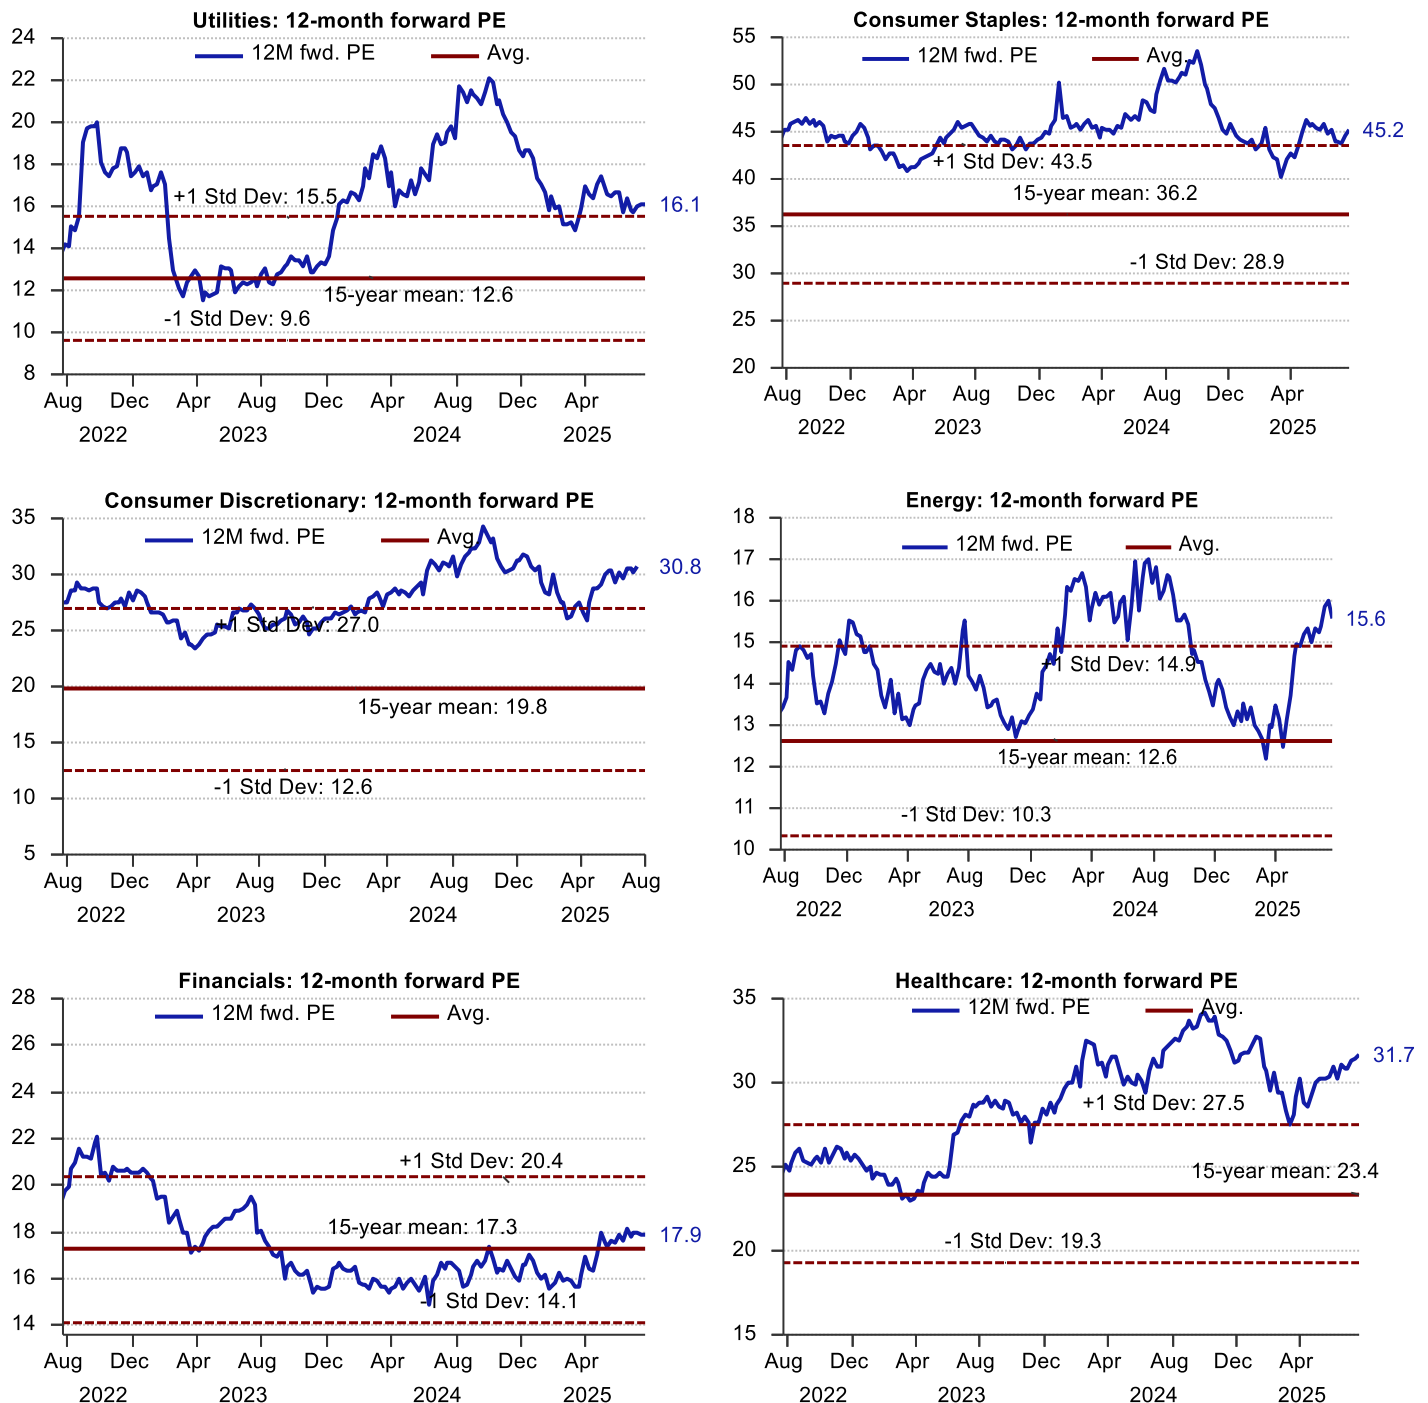 Utilities: 12-month forward PE
12M fwd. PE Avg.
24
22
20
18
16
14
12
10
8
+1 Std Dev: 15.5
16.1
15-year mean: 12.6
-1 Std Dev: 9.6
Aug Dec Apr Aug Dec Apr Aug Dec Apr
2022 2023 2024 2025
Consumer Staples: 12-month forward PE
12M fwd. PE Avg.
55
50
45
40
35
30
25
20
45.2
+1 Std Dev: 43.5
15-year mean: 36.2
-1 Std Dev: 28.9
Aug Dec Apr Aug Dec Apr Aug Dec Apr
2022 2023 2024 2025
Consumer Discretionary: 12-month forward PE
12M fwd. PE Avg.
35
30
25
20
15
10
5
30.8
+1 Std Dev: 27.0
15-year mean: 19.8
-1 Std Dev: 12.6
Aug Dec Apr Aug Dec Apr Aug Dec Apr Aug
2022 2023 2024 2025
Energy: 12-month forward PE
12M fwd. PE Avg.
18
17
16
15
14
13
12
11
10
15.6
+1 Std Dev: 14.9
15-year mean: 12.6
-1 Std Dev: 10.3
Aug Dec Apr Aug Dec Apr Aug Dec Apr
2022 2023 2024 2025
Financials: 12-month forward PE
12M fwd. PE Avg.
28
26
24
22
20
18
16
14
+1 Std Dev: 20.4
15-year mean: 17.3
17.9
-1 Std Dev: 14.1
Aug Dec Apr Aug Dec Apr Aug Dec Apr
2022 2023 2024 2025
Healthcare: 12-month forward PE
12M fwd. PE Avg.
35
30
25
20
15
31.7
+1 Std Dev: 27.5
15-year mean: 23.4
-1 Std Dev: 19.3
Aug Dec Apr Aug Dec Apr Aug Dec Apr
2022 2023 2024 2025